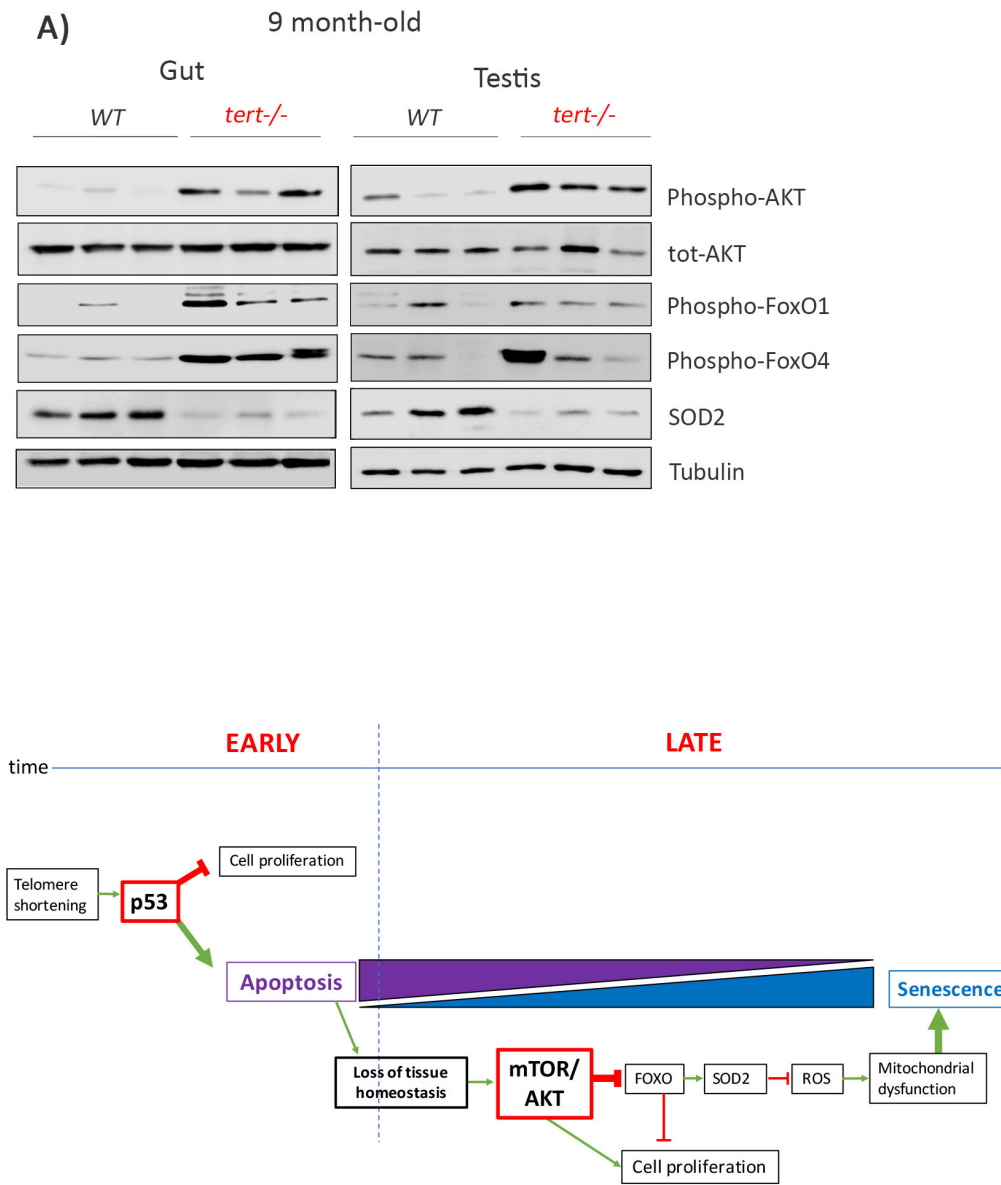 A)
9 month-old
Gut
Testis
WT
tert-/-
WT
tert-/-
Phospho-AKT
tot-AKT
Phospho-FoxO1
Phospho-FoxO4
SOD2
Tubulin
EARLY
LATE
time
Cell proliferation
Telomere
shortening
p53
Apoptosis
Senescence
Loss of tissue
homeostasis
mTOR/
AKT
FOXO
SOD2
ROS
Mitochondrial
dysfunction
Cell proliferation